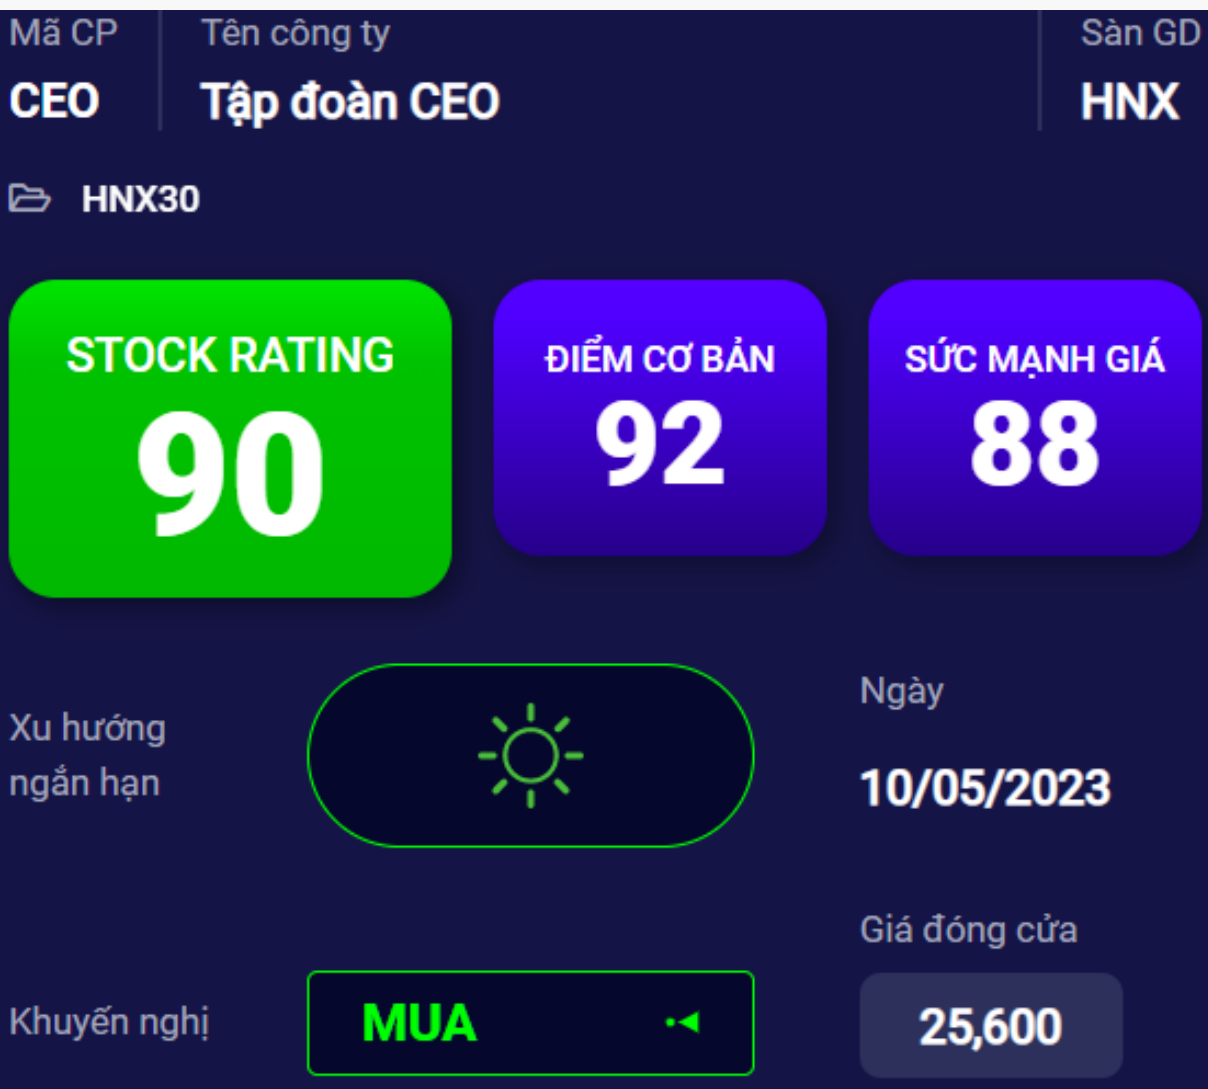 Mã CP
Tên công ty
Sàn GD
CEO
Tập đoàn CEO
HNX
HNX30
STOCK RATING
90
ĐIỂM CƠ BẢN
92
SỨC MẠNH GIÁ
88
Xu hướng
ngắn hạn
Ngày
10/05/2023
Giá đóng cửa
Khuyến nghị
MUA
25,600